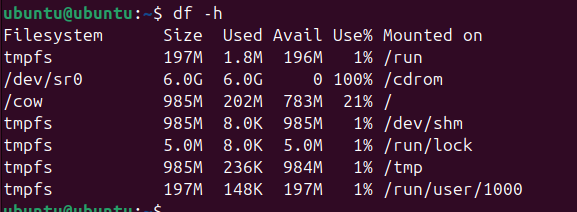 ubuntu@ubuntu:~$ df -h
Filesystem      Size  Used Avail Use% Mounted on
tmpfs           197M  1.8M  196M   1% /run
/dev/sr0        6.0G  6.0G     0 100% /cdrom
/cow            985M  202M  783M  21% /
tmpfs           985M  8.0K  985M   1% /dev/shm
tmpfs           5.0M  8.0K  5.0M   1% /run/lock
tmpfs           985M  236K  984M   1% /tmp
tmpfs           197M  148K  197M   1% /run/user/1000
ubuntu@ubuntu:~$